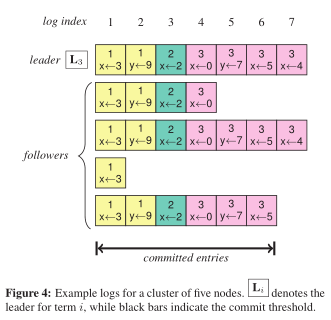 log index 1 2 3 4 5 6 7
leader L3 1 1 2 3 3 3 3
x←3 y←9 x←2 x←0 y←7 x←5 x←4
1 1 2 3
x←3 y←9 x←2 x←0
followers
1 1 2 3 3 3 3
x←3 y←9 x←2 x←0 y←7 x←5 x←4
1
x←3
1 1 2 3 3 3
x←3 y←9 x←2 x←0 y←7 x←5
committed entries
Figure 4: Example logs for a cluster of five nodes. Li denotes the
leader for term i, while black bars indicate the commit threshold.